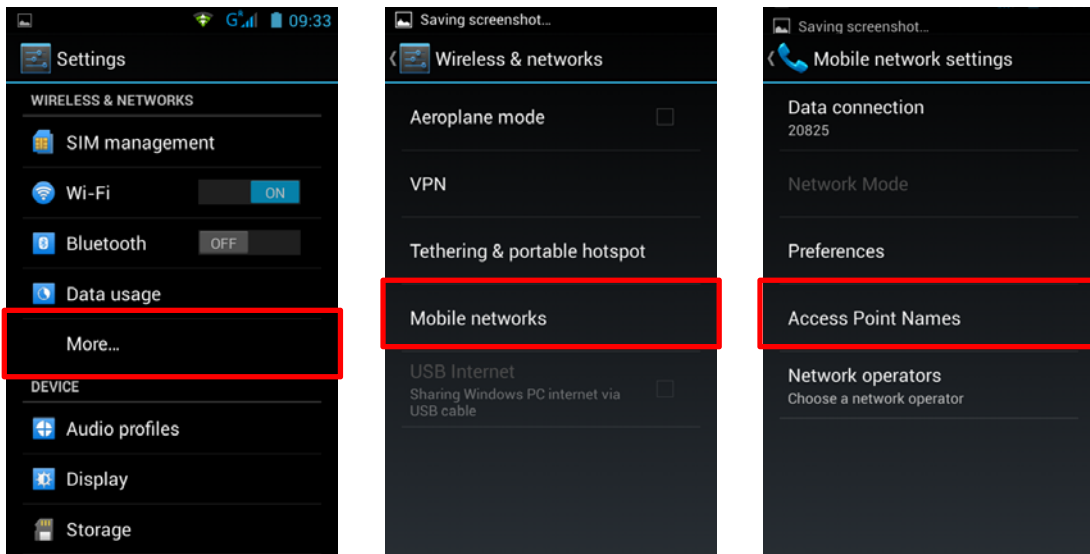 G 09:33
Settings
WIRELESS & NETWORKS
SIM management
Wi-Fi ON
Bluetooth OFF
Data usage
More...
DEVICE
Audio profiles
Display
Storage
Saving screenshot...
Wireless & networks
Aeroplane mode
VPN
Tethering & portable hotspot
Mobile networks
USB Internet
Sharing Windows PC internet via
USB cable
Saving screenshot...
Mobile network settings
Data connection
20825
Network Mode
Preferences
Access Point Names
Network operators
Choose a network operator